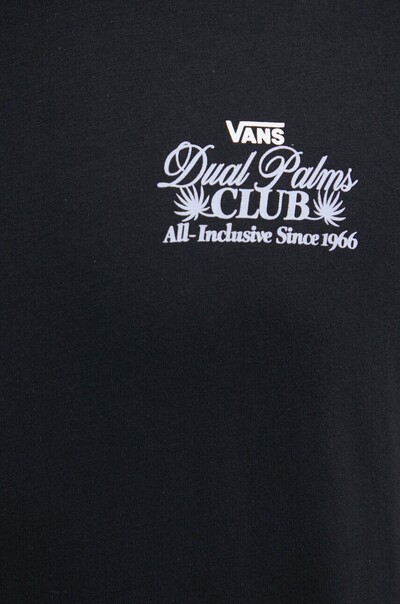 VANS
Dual Palms
CLUB
All-Inclusive Since 1966